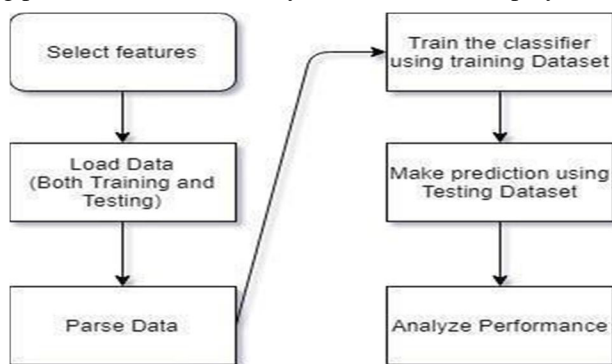 Select features
Load Data
(Both Training and
Testing)
Parse Data
Train the classifier
using training Dataset
Make prediction using
Testing Dataset
Analyze Performance